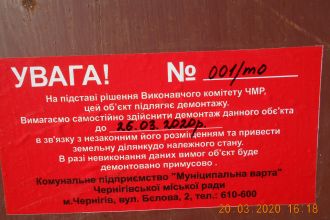 УВАГА! № 001/то
На підставі рішення Виконавчого комітету ЧМР,
цей об'єкт підлягає демонтажу.
Вимагаємо самостійно здійснити демонтаж данного об'єкта
до 26.03.2020р.
в зв'язку з незаконним його розміщенням та привести
земельну ділянкудо належного стану.
В разі невиконання даних вимог об'єкт буде
демонтовано примусово .
Комунальне підприємство "Муніципальна варта"
Чернігівської міської ради
м.Чернігів, вул. Бєлова, 2, тел.: 610-600
20 03 2020 16:18